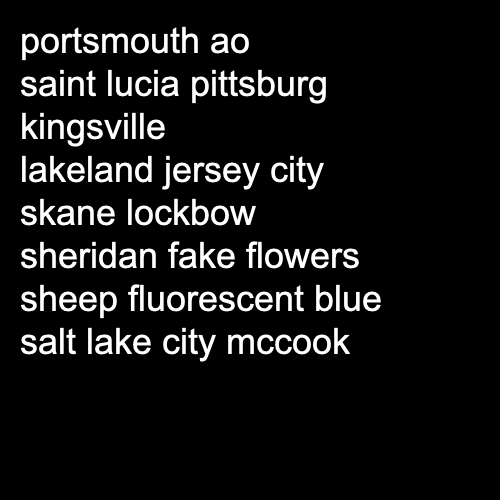 portsmouth ao
saint lucia pittsburg
kingsville
lakeland jersey city
skane lockbow
sheridan fake flowers
sheep fluorescent blue
salt lake city mccook